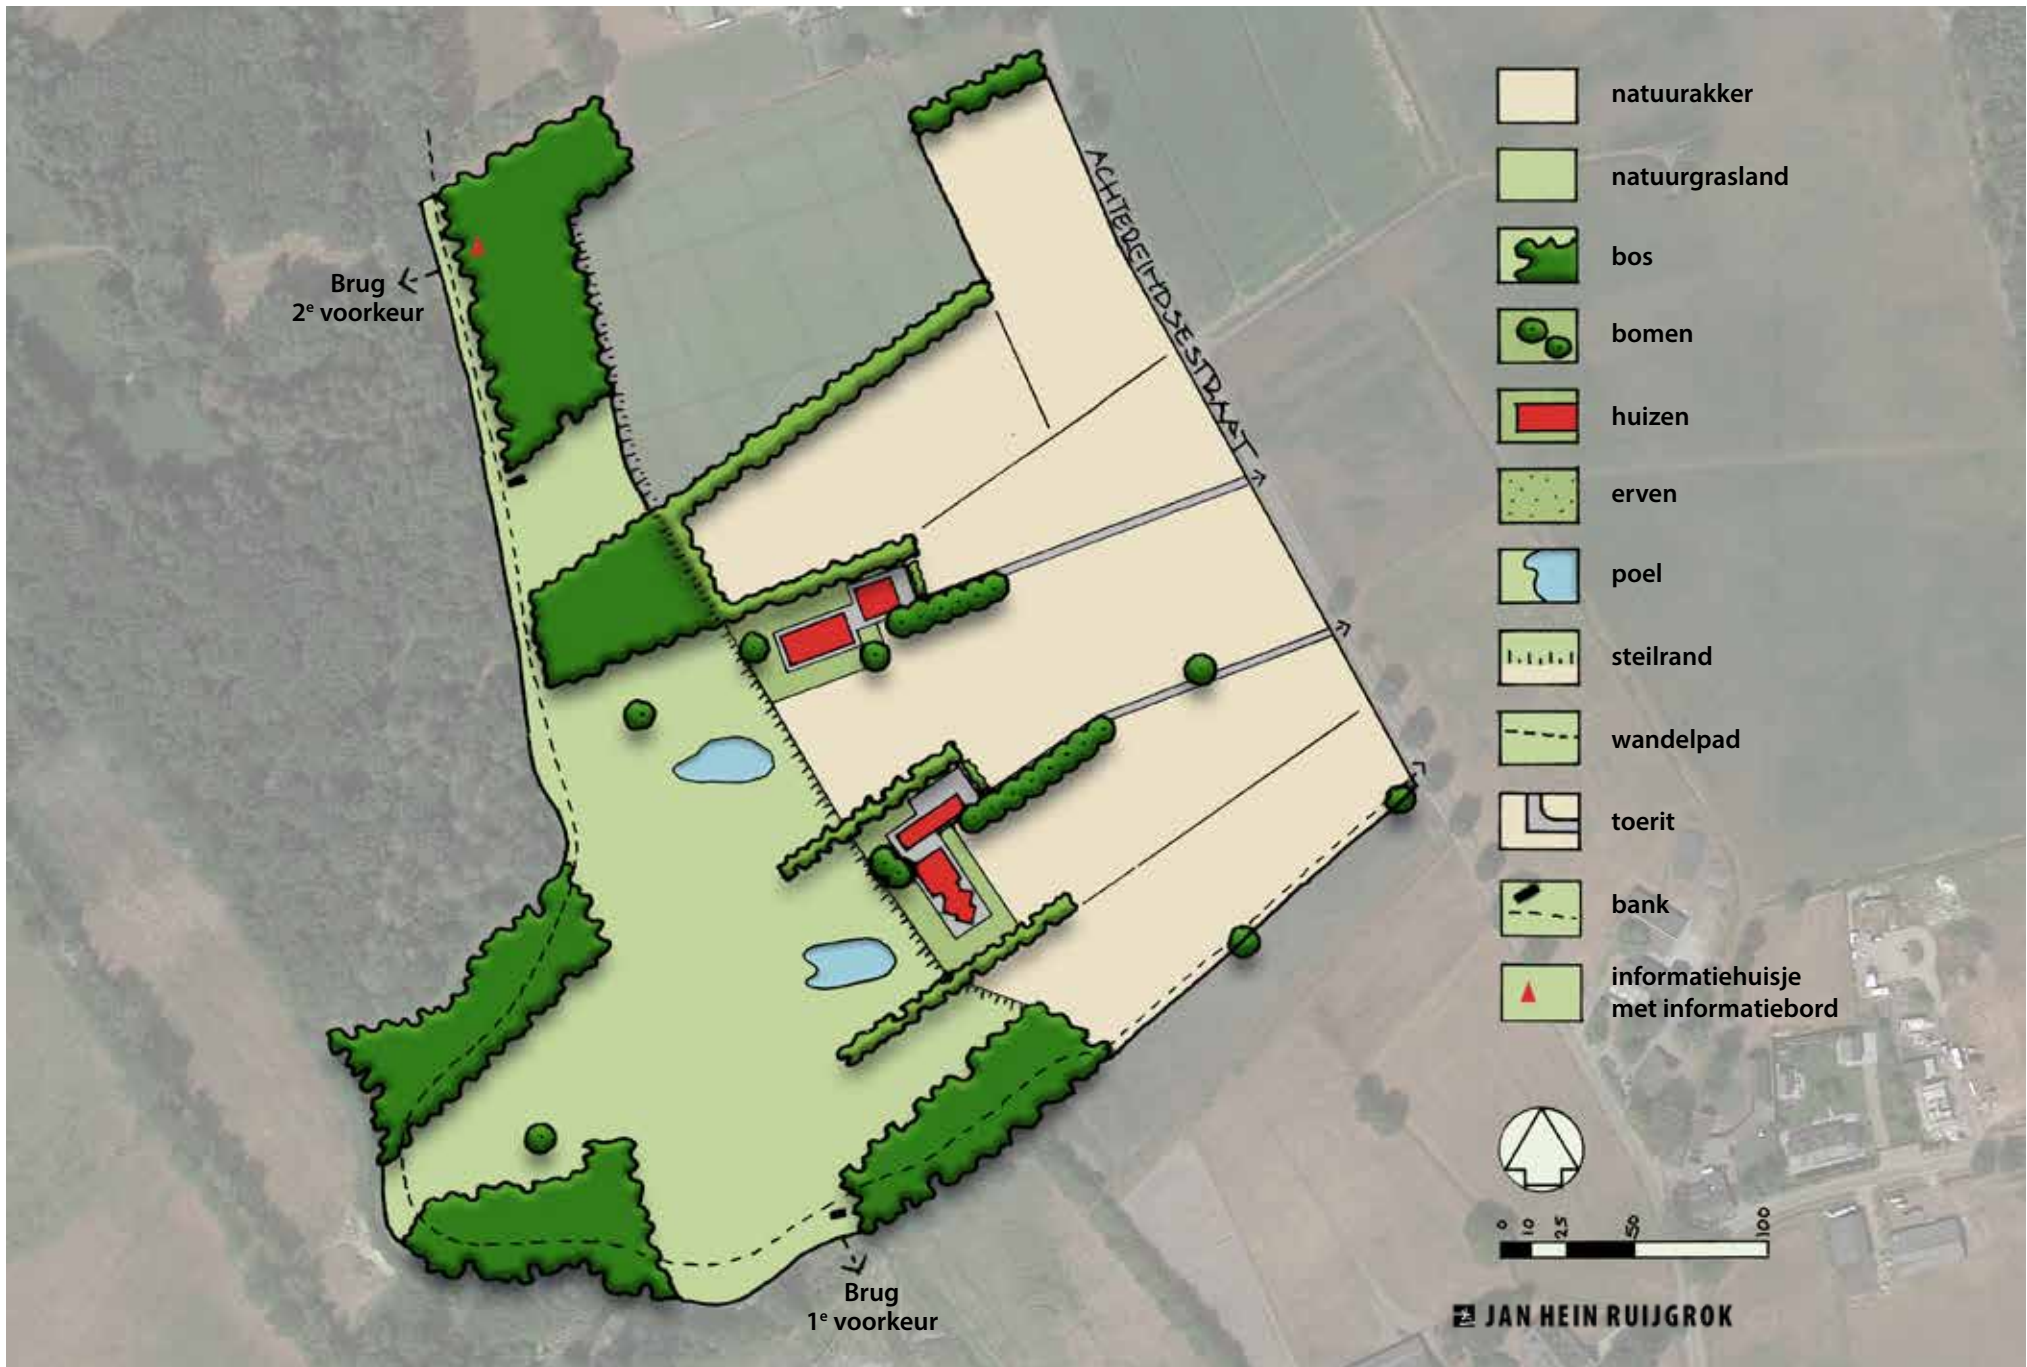 natuurakker
ACHTEREINDSESTRAAT
natuurgrasland
bos
Brug
2e voorkeur
bomen
huizen
erven
poel
steilrand
wandelpad
toerit
bank
informatiehuisje
met informatiebord
0 10 25 50 100
Brug
1e voorkeur
JAN HEIN RUIJGROK